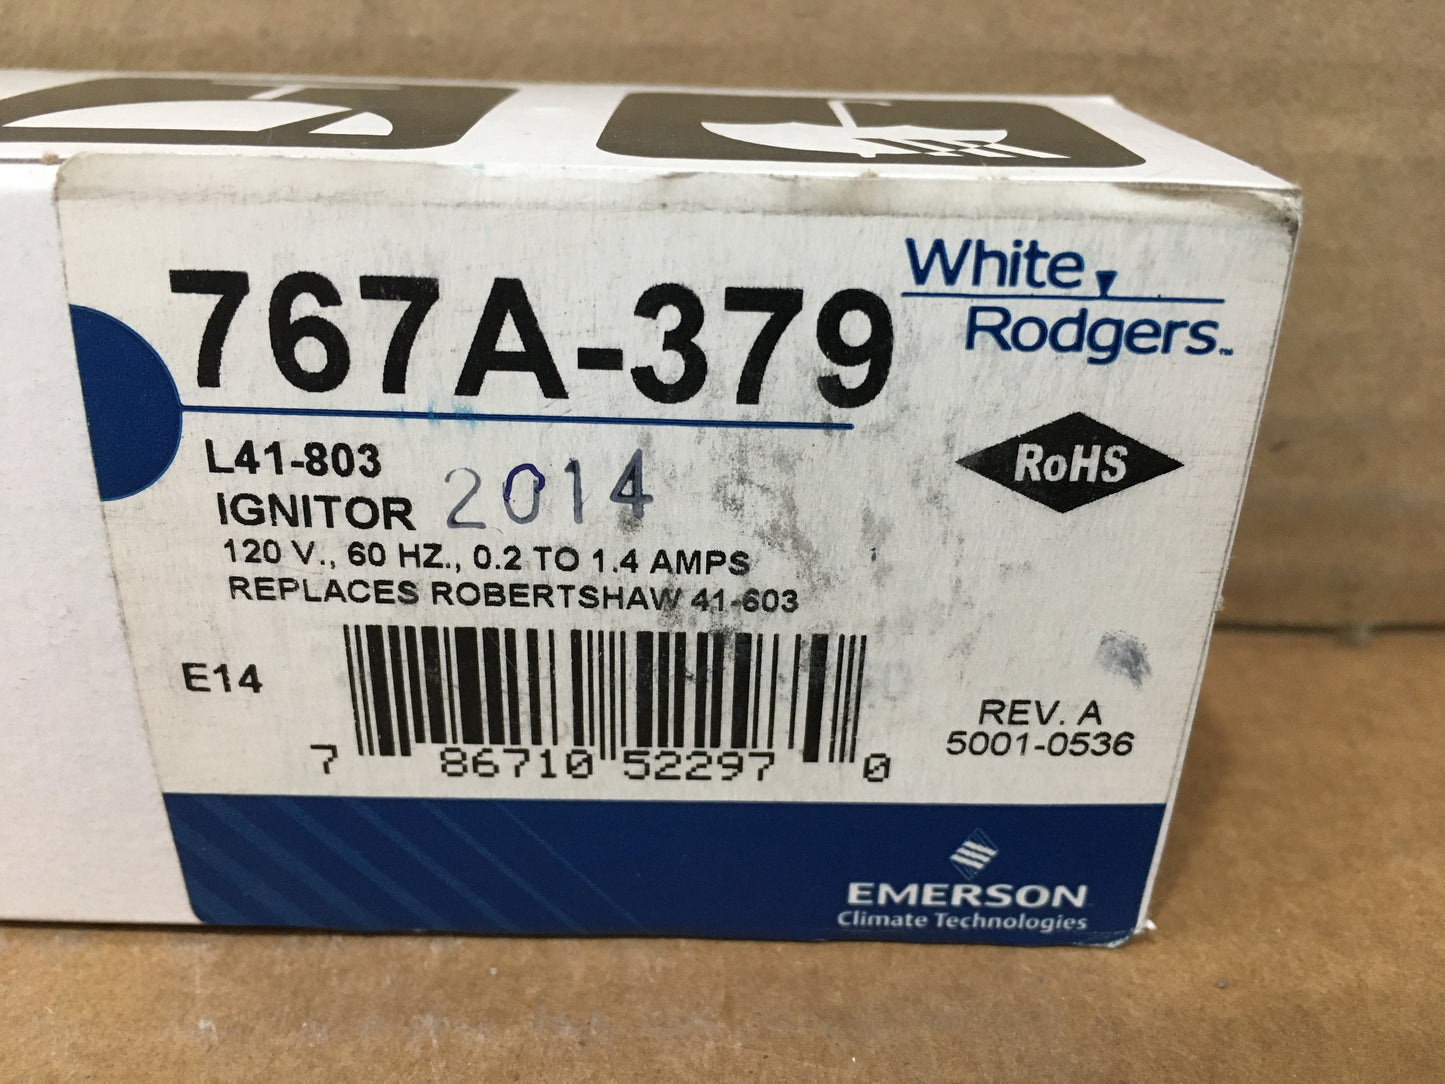 767A-379
White
Rodgers™
L41-803
IGNITOR 2014
RoHS
120 V., 60 HZ., 0.2 TO 1.4 AMPS
REPLACES ROBERTSHAW 41-603
E14
7 86710 52297 0
REV. A
5001-0536
EMERSON
Climate Technologies